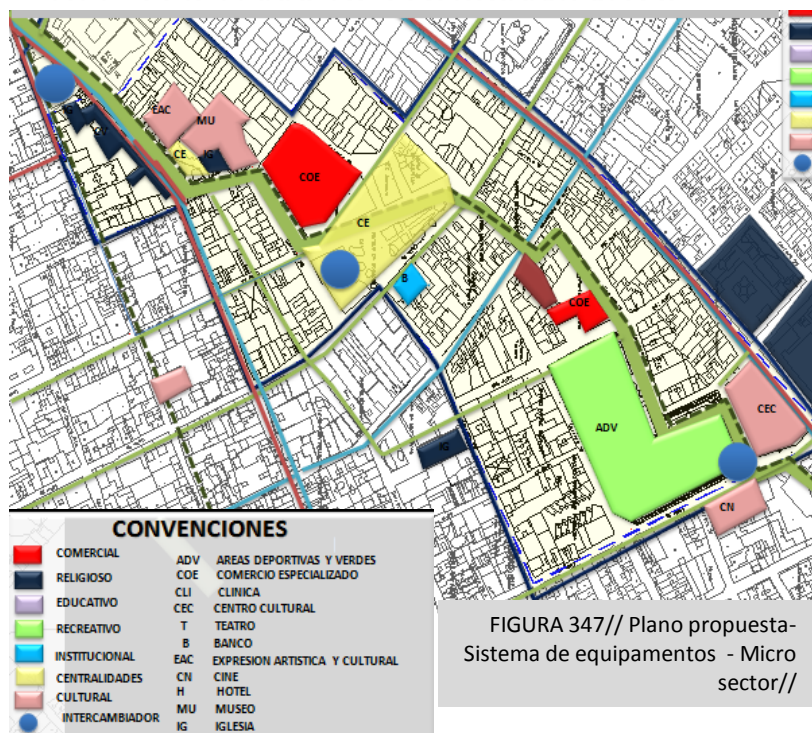 EAC
MU
CE
IG
COE
CE
B
COE
ADV
CEC
IG
CN
CONVENCIONES
COMERCIAL
RELIGIOSO
EDUCATIVO
RECREATIVO
INSTITUCIONAL
CENTRALIDADES
CULTURAL
INTERCAMBIADOR
ADV AREAS DEPORTIVAS Y VERDES
COE COMERCIO ESPECIALIZADO
CLI CLINICA
CEC CENTRO CULTURAL
T TEATRO
B BANCO
EAC EXPRESION ARTISTICA Y CULTURAL
CN CINE
H HOTEL
MU MUSEO
IG IGLESIA
FIGURA 347// Plano propuesta-
Sistema de equipamentos - Micro
sector//